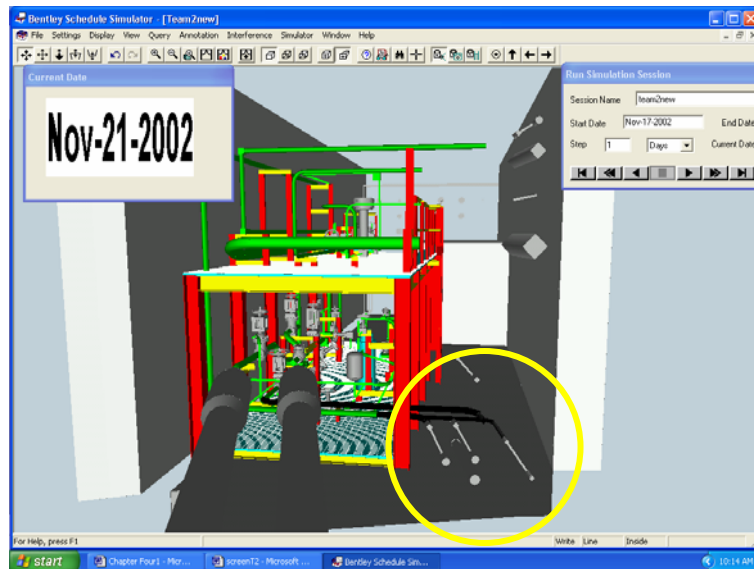 Bentley Schedule Simulator - [Team2new]
File Settings Display View Query Annotation Interference Simulator Window Help
Current Date
Nov-21-2002
Run Simulation Session
Session Name team2new
Start Date Nov-17-2002 End Date
Step 1 Days Current Date
For Help, press F1
Write Line Inside
start
Chapter Four1 - Micr...
screenT2 - Microsoft ...
Bentley Schedule Sim...
10:14 AM